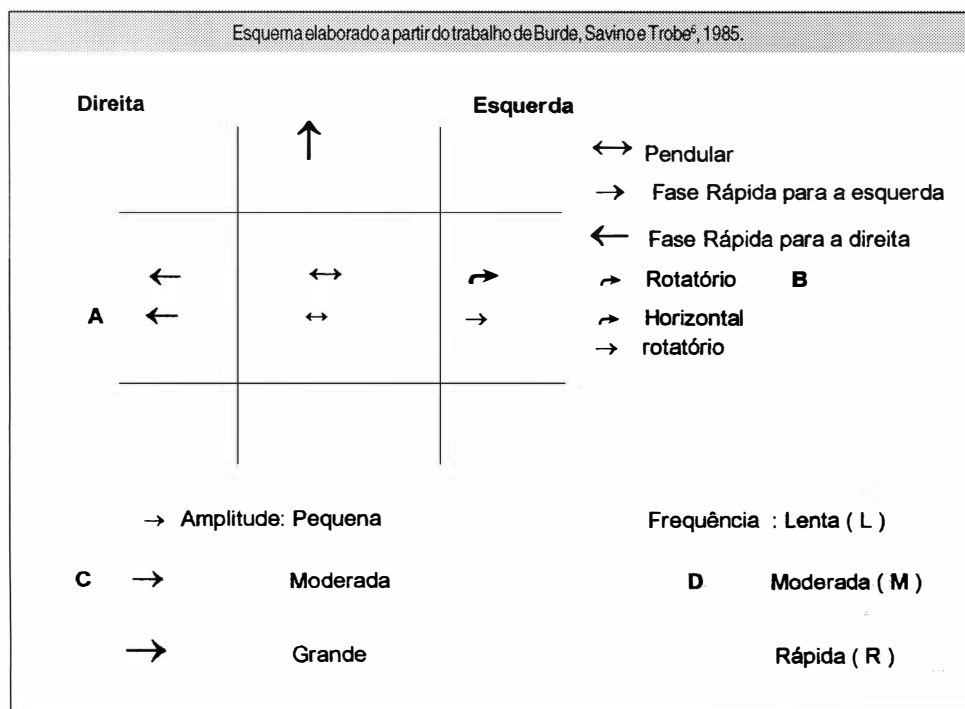 Esquema elaborado a partir do trabalho de Burde, Savino e Trobe⁶, 1985.
Direita
Esquerda
↔ Pendular
→ Fase Rápida para a esquerda
← Fase Rápida para a direita
Rotatório B
A
Horizontal
→ rotatório
→ Amplitude: Pequena
Frequência : Lenta ( L )
C → Moderada
D Moderada ( M )
→ Grande
Rápida ( R )